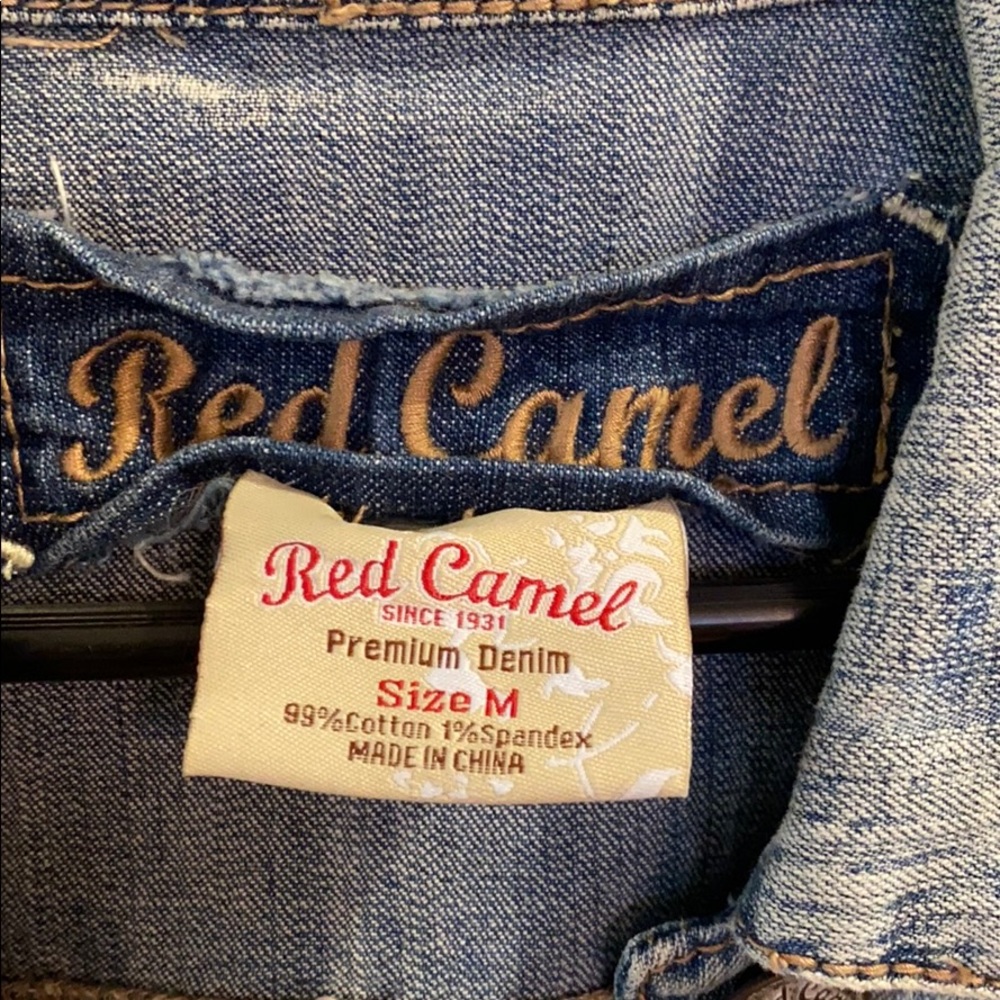 Red Camel
Red Camel
SINCE 1931
Premium Denim
Size M
99%Cotton 1%Spandex
MADE IN CHINA